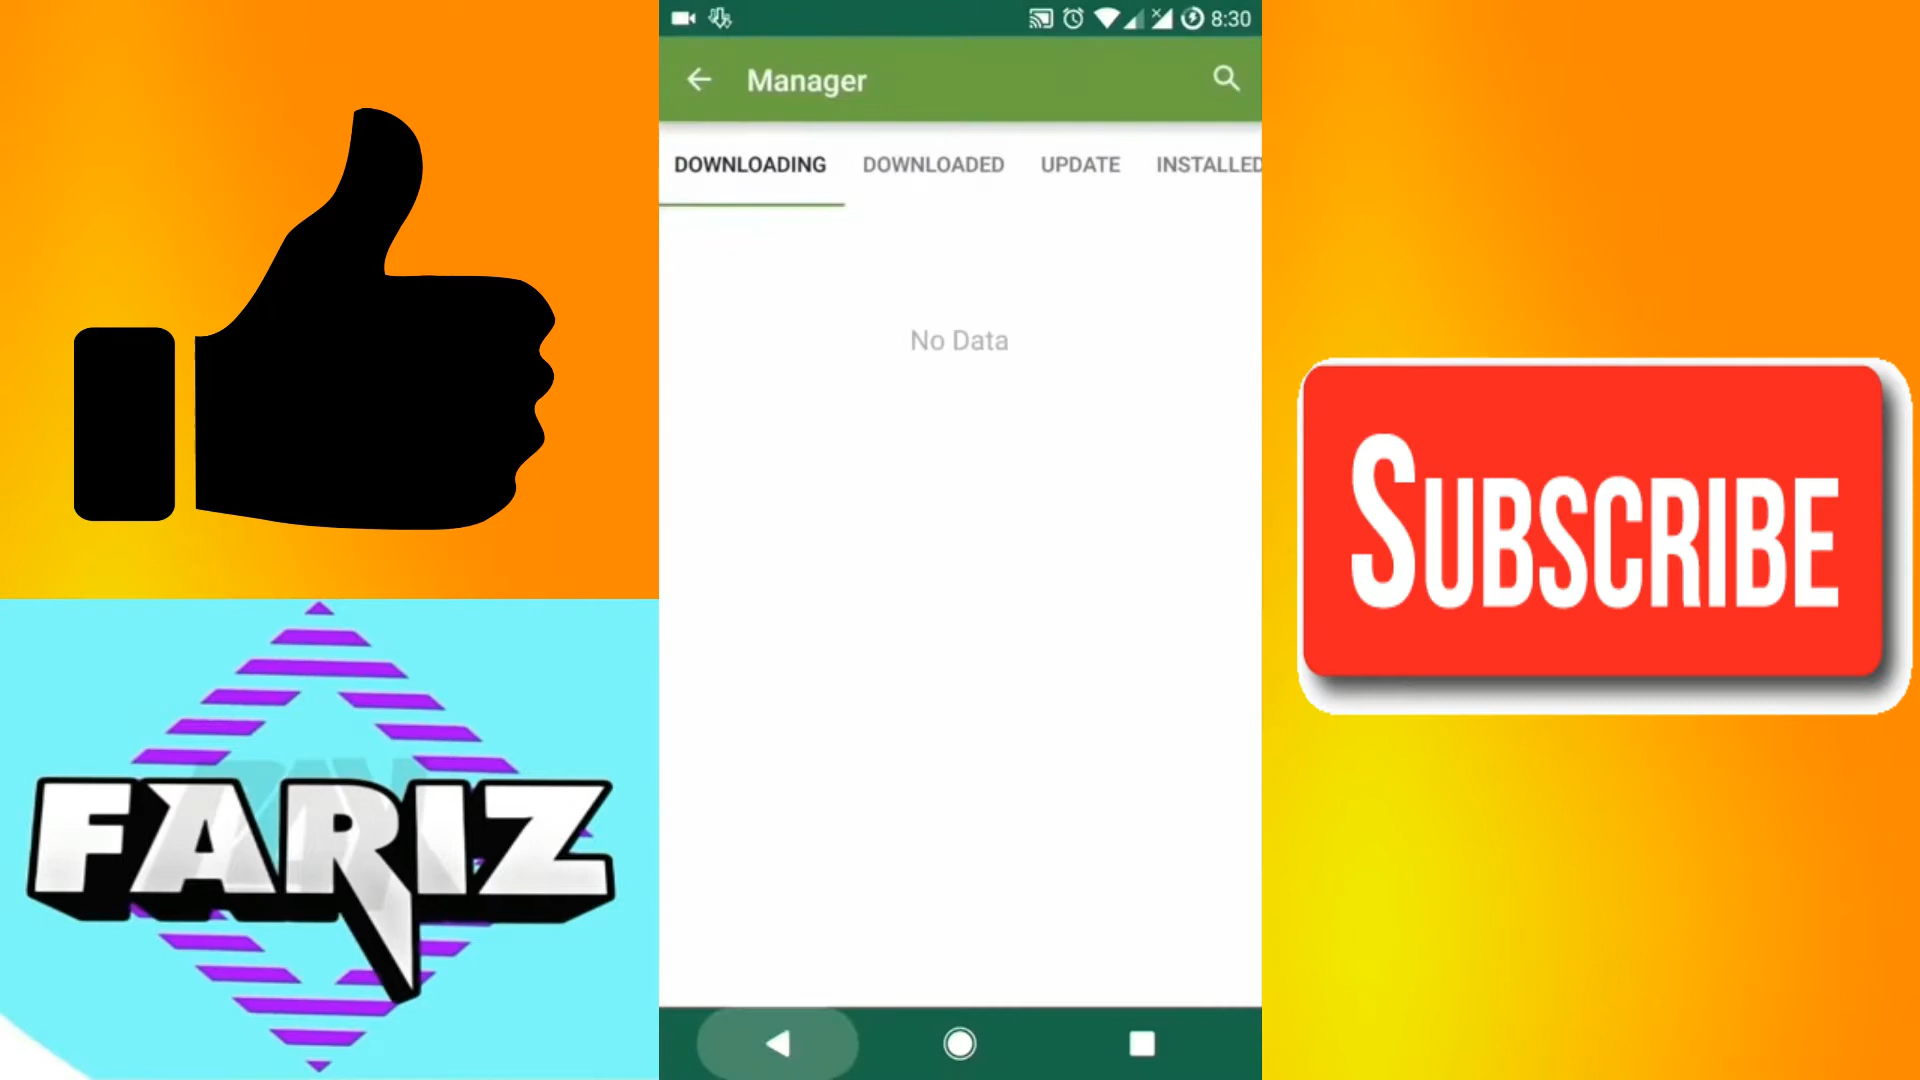 8:30
Manager
DOWNLOADING DOWNLOADED UPDATE INSTALLED
No Data
SUBSCRIBE
FARIZ